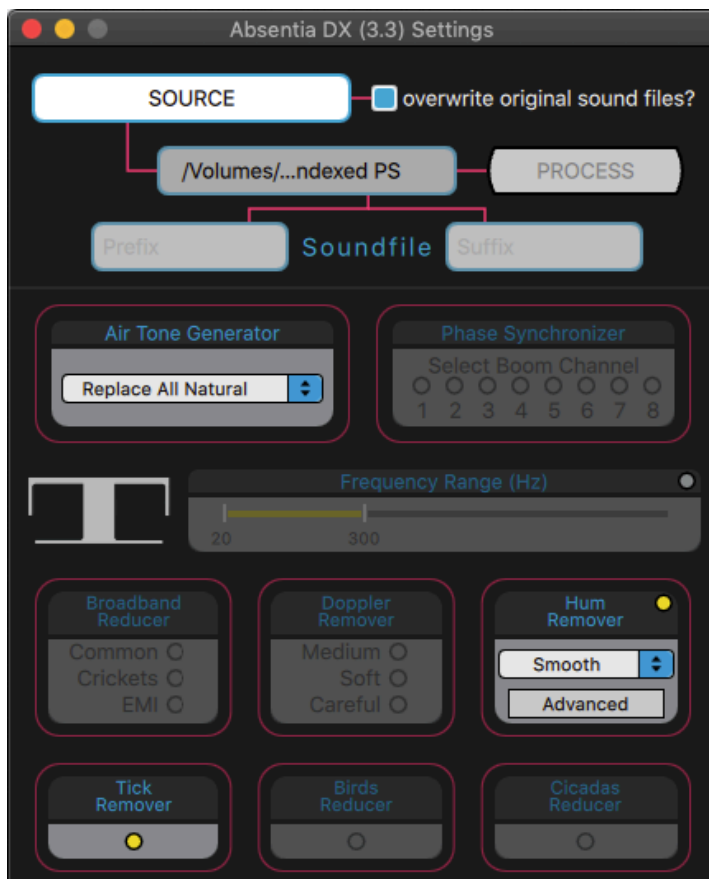 Absentia DX (3.3) Settings
SOURCE
overwrite original sound files?
/Volumes/...ndexed PS
PROCESS
Prefix
Soundfile
Suffix
Air Tone Generator
Replace All Natural
Phase Synchronizer
Select Boom Channel
1 2 3 4 5 6 7 8
Frequency Range (Hz)
20 300
Broadband
Reducer
Common
Crickets
EMI
Doppler
Remover
Medium
Soft
Careful
Hum
Remover
Smooth
Advanced
Tick
Remover
Birds
Reducer
Cicadas
Reducer